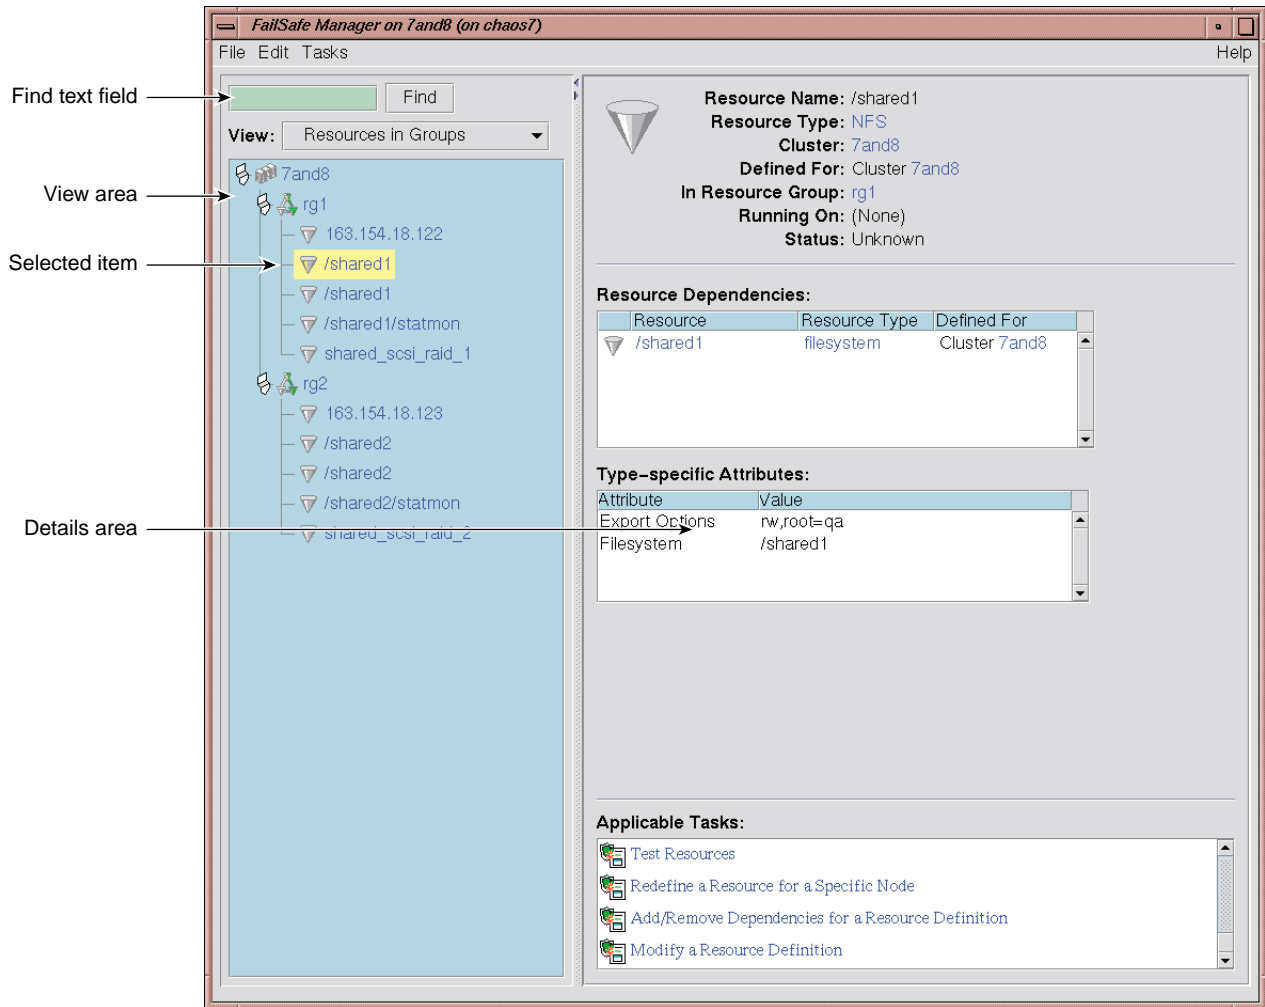 FailSafe Manager on 7and8 (on chaos7)
File Edit Tasks Help
Find text field
Find
View: Resources in Groups
View area
Selected item
Details area
7and8
rg1
163.154.18.122
/shared1
/shared1
/shared1/statmon
shared_scsi_raid_1
rg2
163.154.18.123
/shared2
/shared2
/shared2/statmon
shared_scsi_raid_2
Resource Name: /shared1
Resource Type: NFS
Cluster: 7and8
Defined For: Cluster 7and8
In Resource Group: rg1
Running On: (None)
Status: Unknown
Resource Dependencies:
Resource Resource Type Defined For
/shared1 filesystem Cluster 7and8
Type-specific Attributes:
Attribute Value
Export Options rw,root=qa
Filesystem /shared1
Applicable Tasks:
Test Resources
Redefine a Resource for a Specific Node
Add/Remove Dependencies for a Resource Definition
Modify a Resource Definition